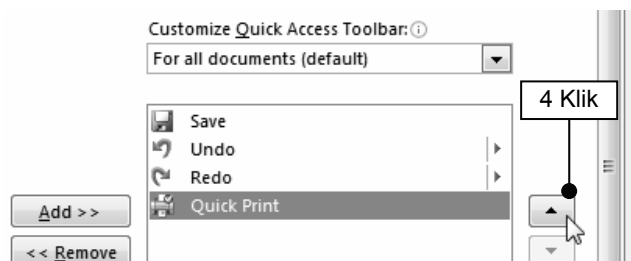 Customize Quick Access Toolbar:
For all documents (default)
4 Klik
Save
Undo
Redo
Add >>
Quick Print
<< Remove